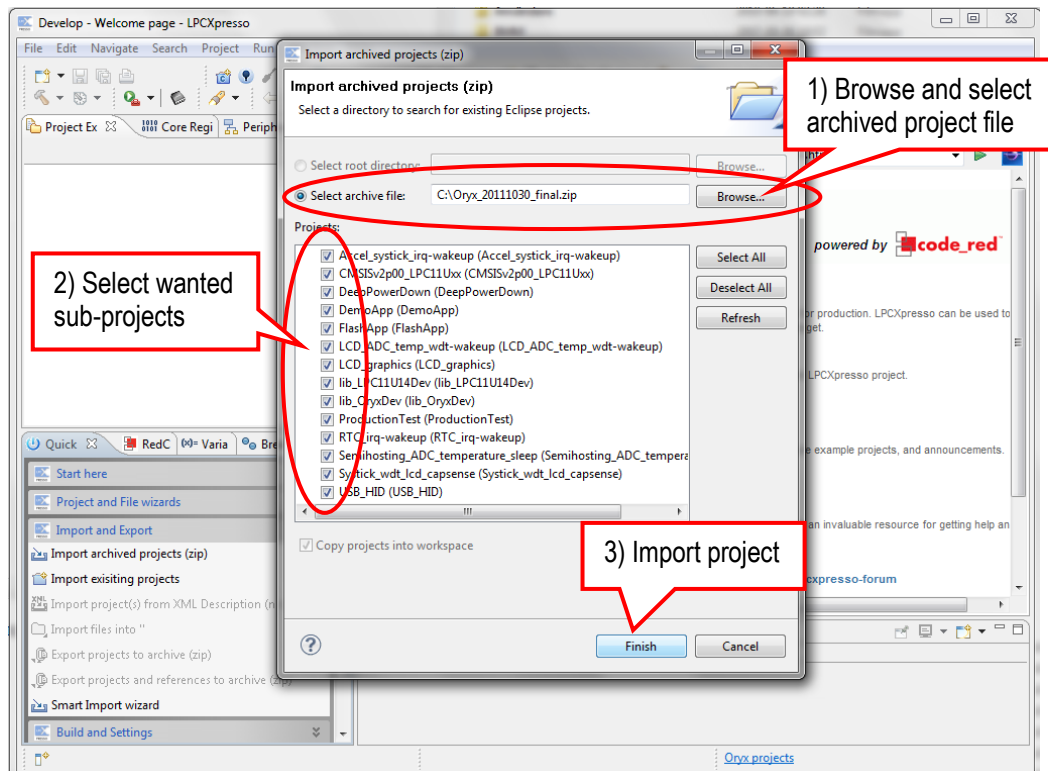 Develop - Welcome page - LPCXpresso
File Edit Navigate Search Project Run
Project Ex
Core Regi
Periph
Import archived projects (zip)
Import archived projects (zip)
Select a directory to search for existing Eclipse projects.
Select root directory:
Browse...
Select archive file:
C:\Oryx_20111030_final.zip
Browse...
Projects:
Accel_systick_irq-wakeup (Accel_systick_irq-wakeup)
CMSISv2p00_LPC11Uxx (CMSISv2p00_LPC11Uxx)
DeepPowerDown (DeepPowerDown)
DemoApp (DemoApp)
FlashApp (FlashApp)
LCD_ADC_temp_wdt-wakeup (LCD_ADC_temp_wdt-wakeup)
LCD_graphics (LCD_graphics)
lib_LPC11U14Dev (lib_LPC11U14Dev)
lib_OryxDev (lib_OryxDev)
ProductionTest (ProductionTest)
RTC_irq-wakeup (RTC_irq-wakeup)
Semihosting_ADC_temperature_sleep (Semihosting_ADC_tempera
Systick_wdt_lcd_capsense (Systick_wdt_lcd_capsense)
USB_HID (USB_HID)
Select All
Deselect All
Refresh
Copy projects into workspace
Finish
Cancel
1) Browse and select
archived project file
2) Select wanted
sub-projects
3) Import project
powered by code_red
or production. LPCXpresso can be used to
get.
LPCXpresso project.
e example projects, and announcements.
an invaluable resource for getting help an
cxpresso-forum
Quick
RedC
(x)= Varia
Bre
Start here
Project and File wizards
Import and Export
Import archived projects (zip)
Import exisiting projects
Import project(s) from XML Description (n
Import files into ''
Export projects to archive (zip)
Export projects and references to archive (zip)
Smart Import wizard
Build and Settings
Oryx projects